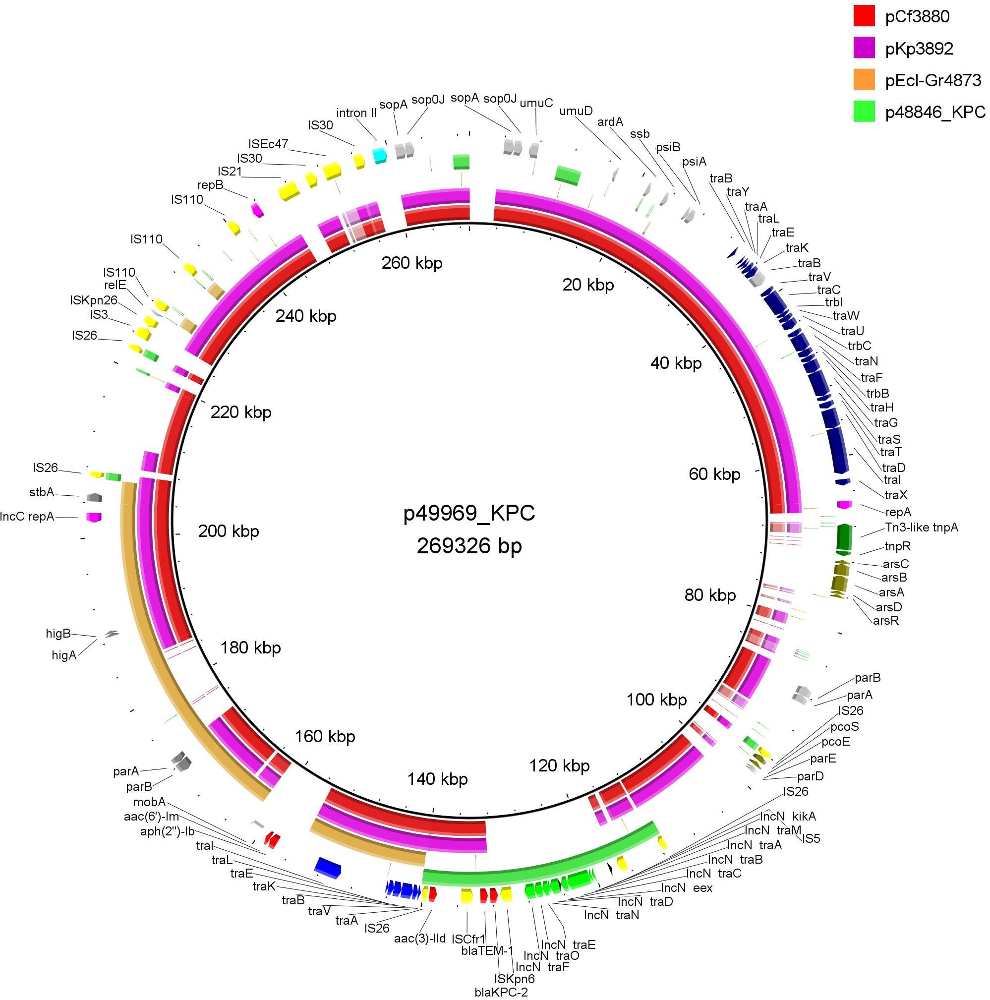 pCf3880
pKp3892
pEcl-Gr4873
p48846_KPC
sopA
sop0J
sopA
sop0J
umuC
umuD
ardA
ssb
psiB
psiA
traB
traY
traA
traL
traE
traK
traB
traV
traC
trbI
traW
traU
trbC
traN
traF
trbB
traH
traG
traS
traT
traD
traI
traX
repA
Tn3-like tnpA
tnpR
arsC
arsB
arsA
arsD
arsR
parB
parA
IS26
pcoS
pcoE
parE
parD
IS26
IncN kikA
IS5
IncN traM
IncN traA
IncN traB
IncN traC
IncN eex
IncN traD
IncN traN
IncN traE
IncN traO
IncN traF
ISKpn6
blaKPC-2
blaTEM-1
ISCfr1
aac(3)-IId
IS26
traA
traV
traB
traK
traE
traL
traI
aph(2")-Ib
aac(6')-Im
mobA
parB
parA
higA
higB
IncC repA
stbA
IS26
IS26
IS3
ISKpn26
relE
IS110
IS110
IS110
repB
IS21
IS30
ISEc47
IS30
intron II
20 kbp
40 kbp
60 kbp
80 kbp
100 kbp
120 kbp
140 kbp
160 kbp
180 kbp
200 kbp
220 kbp
240 kbp
260 kbp
p49969_KPC
269326 bp